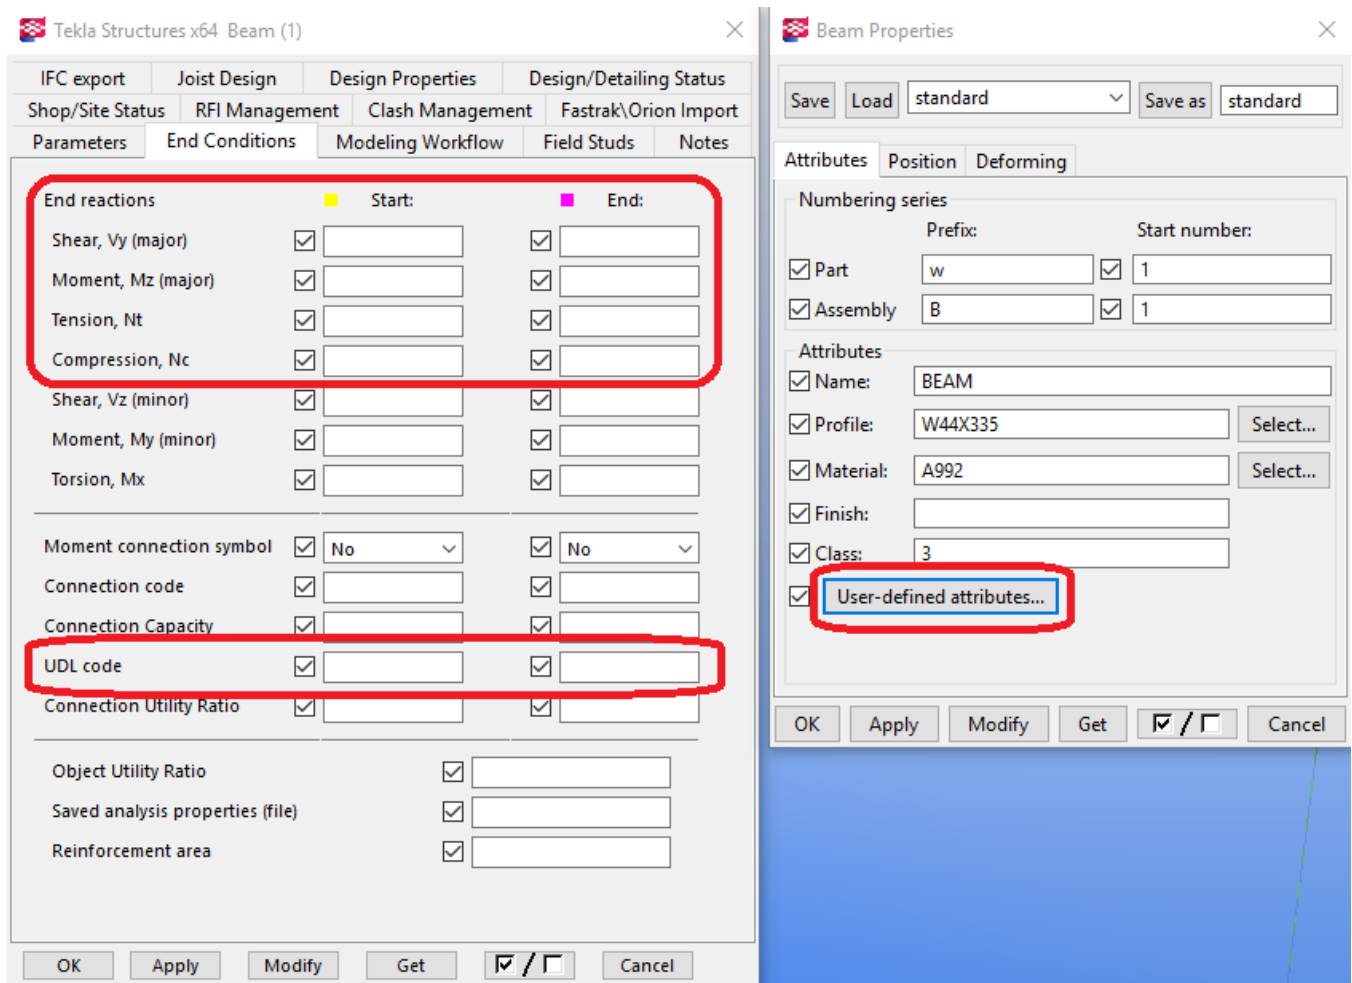 Tekla Structures x64  Beam (1)
IFC export  Joist Design  Design Properties  Design/Detailing Status
Shop/Site Status  RFI Management  Clash Management  Fastrak\Orion Import
Parameters  End Conditions  Modeling Workflow  Field Studs  Notes
End reactions  Start:  End:
Shear, Vy (major)
Moment, Mz (major)
Tension, Nt
Compression, Nc
Shear, Vz (minor)
Moment, My (minor)
Torsion, Mx
Moment connection symbol  No  No
Connection code
Connection Capacity
UDL code
Connection Utility Ratio
Object Utility Ratio
Saved analysis properties (file)
Reinforcement area
OK  Apply  Modify  Get  /  Cancel
Beam Properties
Save  Load  standard  Save as  standard
Attributes  Position  Deforming
Numbering series
Prefix:  Start number:
Part  w  1
Assembly  B  1
Attributes
Name:  BEAM
Profile:  W44X335  Select...
Material:  A992  Select...
Finish:
Class:  3
User-defined attributes...
OK  Apply  Modify  Get  /  Cancel